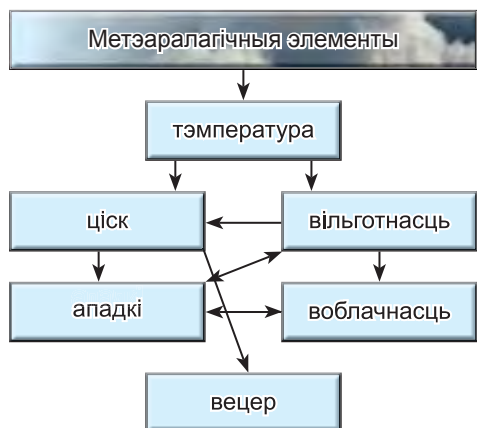 Метэаралагічныя элементы
тэмпература
ціск
вільготнасць
ападкі
воблачнасць
вецер